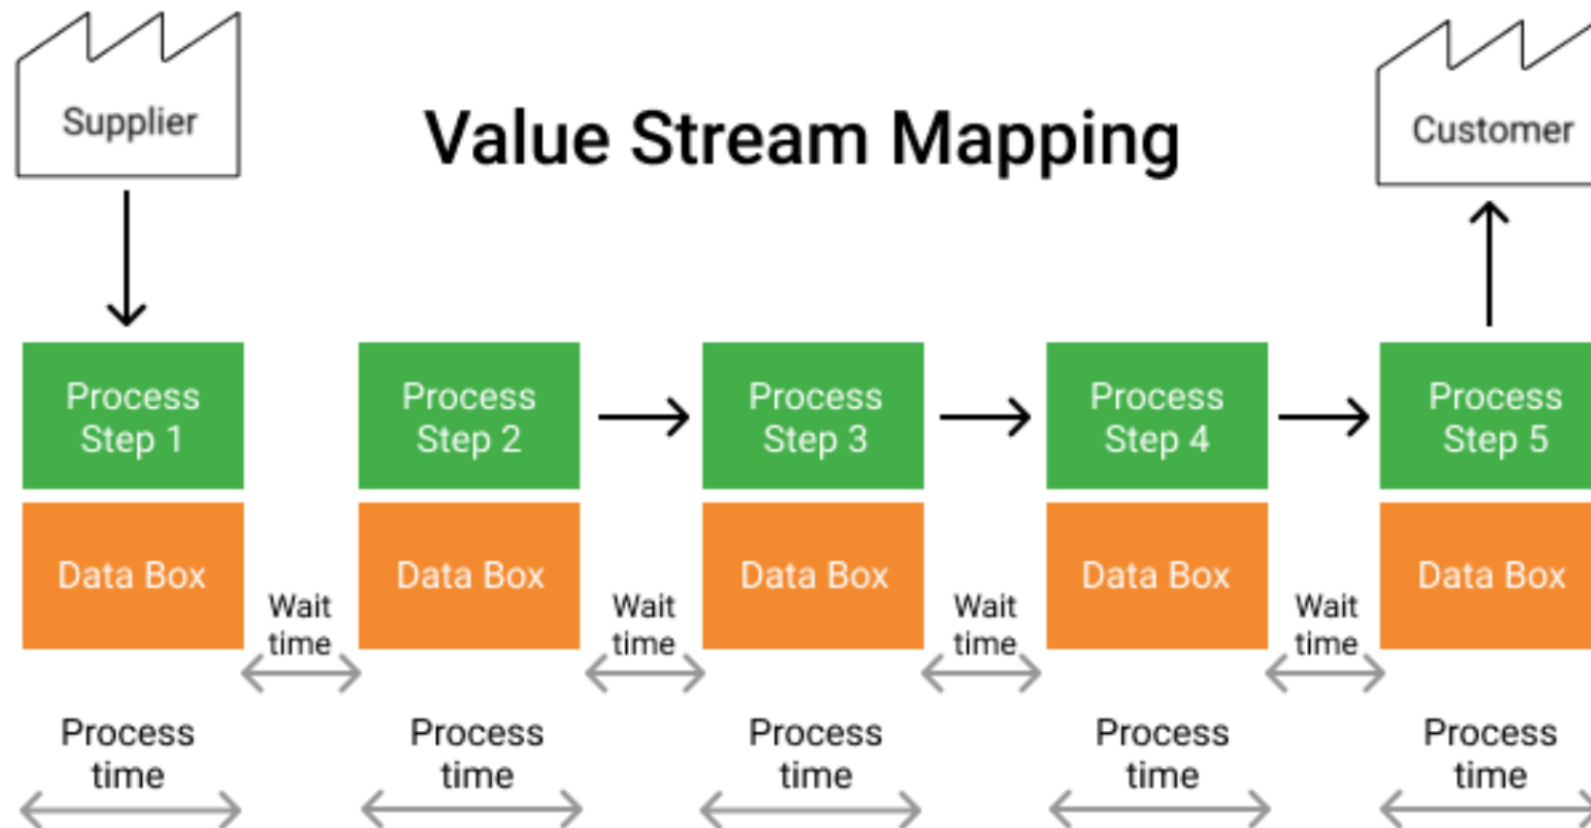 Supplier
Value Stream Mapping
Customer
Process
Step 1
Process
Step 2
Process
Step 3
Process
Step 4
Process
Step 5
Data Box
Data Box
Data Box
Data Box
Data Box
Wait
time
Wait
time
Wait
time
Wait
time
Process
time
Process
time
Process
time
Process
time
Process
time